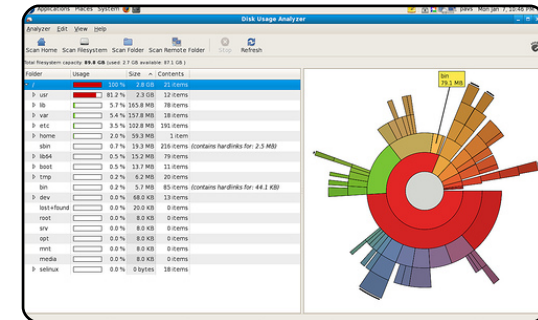 Applications Places System pavs Mon Jan 7, 10:46 PM
Disk Usage Analyzer
Analyzer Edit View Help
Scan Home Scan Filesystem Scan Folder Scan Remote Folder Stop Refresh
Total filesystem capacity: 89.8 GB (used: 2.7 GB available: 87.1 GB )
Folder Usage Size Contents
/ 100 % 2.8 GB 21 items
usr 81.2 % 2.3 GB 12 items
lib 5.7 % 165.8 MB 78 items
var 5.4 % 157.8 MB 18 items
etc 3.5 % 102.8 MB 191 items
home 2.0 % 59.3 MB 1 item
sbin 0.7 % 19.3 MB 216 items (contains hardlinks for: 2.5 MB)
lib64 0.5 % 15.2 MB 79 items
boot 0.5 % 13.7 MB 11 items
tmp 0.2 % 6.2 MB 20 items
bin 0.2 % 5.7 MB 85 items (contains hardlinks for: 44.1 KB)
dev 0.0 % 68.0 KB 13 items
lost+found 0.0 % 20.0 KB 0 items
root 0.0 % 8.0 KB 0 items
srv 0.0 % 8.0 KB 0 items
opt 0.0 % 8.0 KB 0 items
mnt 0.0 % 8.0 KB 0 items
media 0.0 % 8.0 KB 0 items
selinux 0.0 % 0 bytes 18 items
bin
79.1 MB